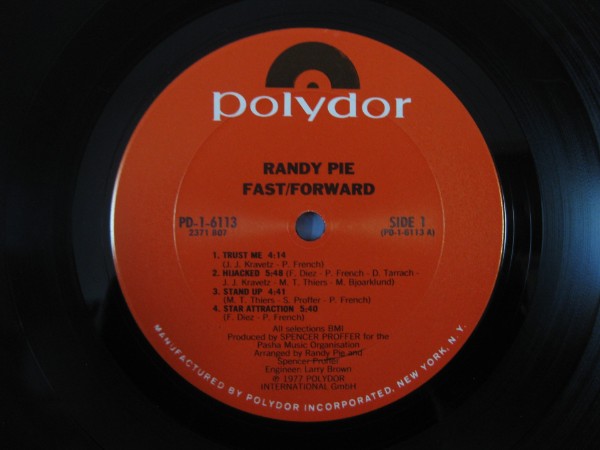 polydor
RANDY PIE
FAST/FORWARD
PD-1-6113
2371 807
SIDE 1
(PD-1-6113 A)
1. TRUST ME 4:14
(J. J. Kravetz - P. French)
2. HIJACKED 5:48 (F. Diez - P. French - D. Tarrach -
J. J. Kravetz - M. T. Thiers - M. Bjoarklund)
3. STAND UP 4:41
(M. T. Thiers - S. Proffer - P. French)
4. STAR ATTRACTION 5:40
(F. Diez - P. French)
All selections BMI
Produced by SPENCER PROFFER for the
Pasha Music Organisation
Arranged by Randy Pie and
Spencer Proffer
Engineer: Larry Brown
℗ 1977 POLYDOR
INTERNATIONAL GmbH
MANUFACTURED BY POLYDOR INCORPORATED, NEW YORK, N.Y.